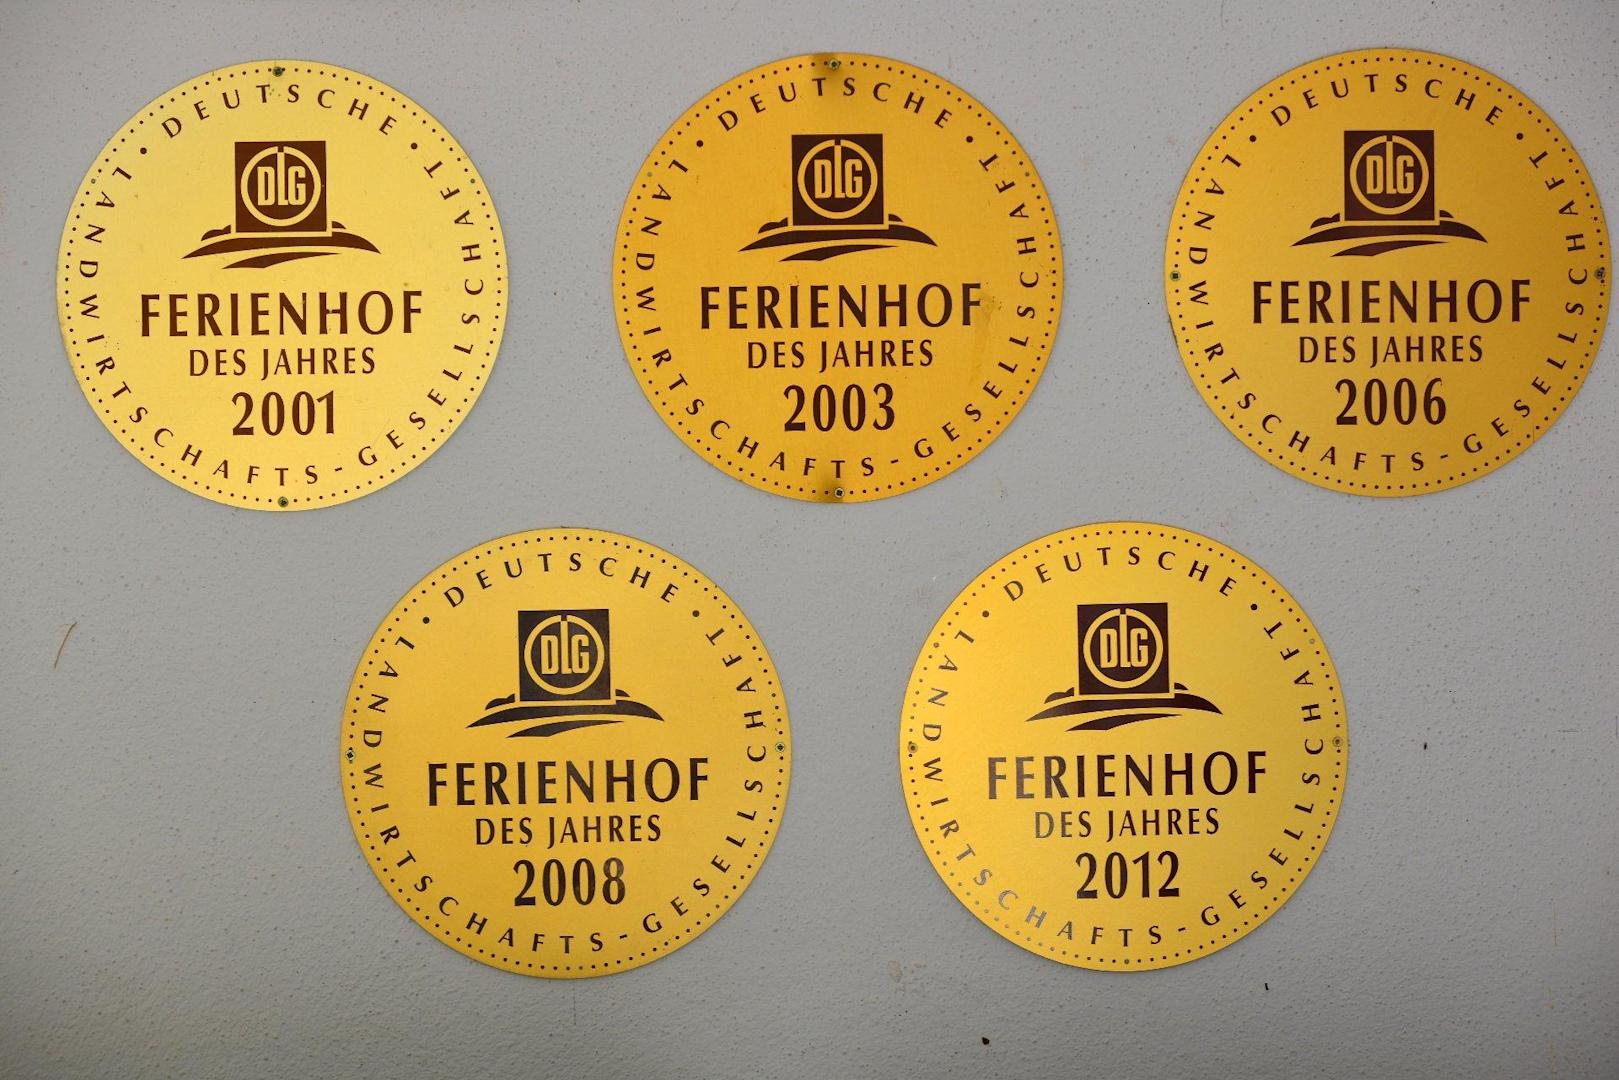 DEUTSCHE • LANDWIRTSCHAFTS-GESELLSCHAFT •
DLG
FERIENHOF
DES JAHRES
2001
DEUTSCHE • LANDWIRTSCHAFTS-GESELLSCHAFT •
DLG
FERIENHOF
DES JAHRES
2003
DEUTSCHE • LANDWIRTSCHAFTS-GESELLSCHAFT •
DLG
FERIENHOF
DES JAHRES
2006
DEUTSCHE • LANDWIRTSCHAFTS-GESELLSCHAFT •
DLG
FERIENHOF
DES JAHRES
2008
DEUTSCHE • LANDWIRTSCHAFTS-GESELLSCHAFT •
DLG
FERIENHOF
DES JAHRES
2012